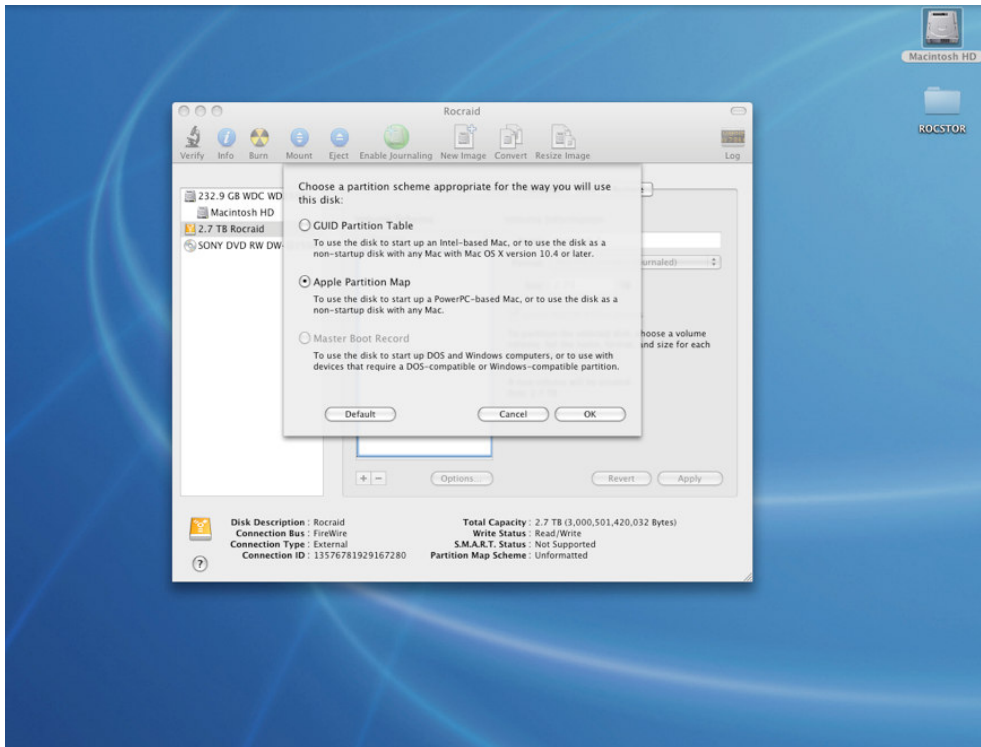 Macintosh HD
ROCSTOR
Rocraid
Verify Info Burn Mount Eject Enable Journaling New Image Convert Resize Image Log
232.9 GB WDC WD
Macintosh HD
2.7 TB Rocraid
SONY DVD RW DW-
Choose a partition scheme appropriate for the way you will use
this disk:
GUID Partition Table
To use the disk to start up an Intel-based Mac, or to use the disk as a
non-startup disk with any Mac with Mac OS X version 10.4 or later.
Apple Partition Map
To use the disk to start up a PowerPC-based Mac, or to use the disk as a
non-startup disk with any Mac.
Master Boot Record
To use the disk to start up DOS and Windows computers, or to use with
devices that require a DOS-compatible or Windows-compatible partition.
Default Cancel OK
urnaled)
hoose a volume
and size for each
+ − Options... Revert Apply
Disk Description : Rocraid
Connection Bus : FireWire
Connection Type : External
Connection ID : 13576781929167280
Total Capacity : 2.7 TB (3,000,501,420,032 Bytes)
Write Status : Read/Write
S.M.A.R.T. Status : Not Supported
Partition Map Scheme : Unformatted
?